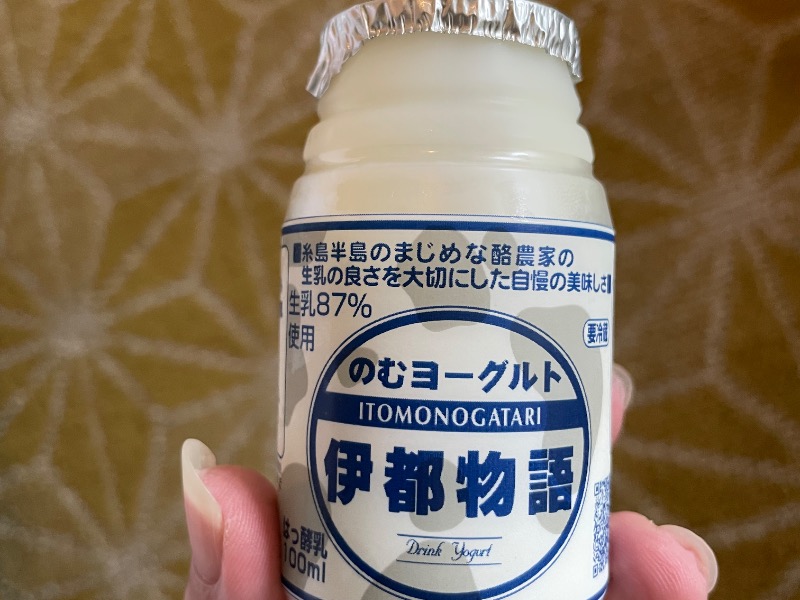 糸島半島のまじめな酪農家の
生乳の良さを大切にした自慢の美味しさ
生乳87%
使用
要冷蔵
のむヨーグルト
ITOMONOGATARI
伊都物語
Drink Yogurt
はっ酵乳
100ml